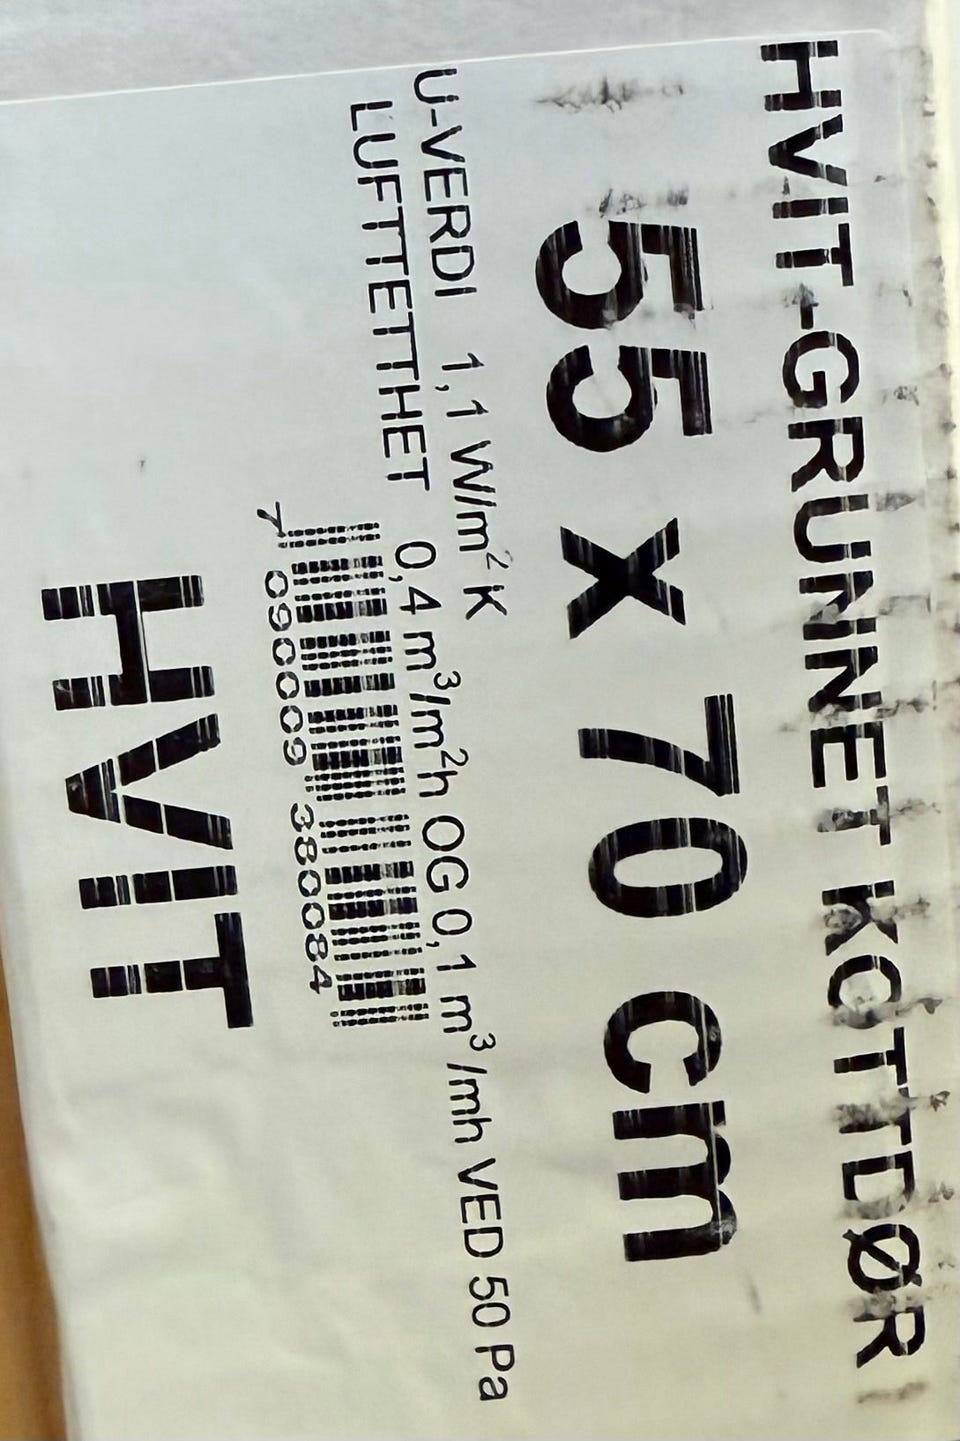 HVIT-GRUNNET KOTTDØR
55 x 70 cm
U-VERDI 1,1 W/m² K
LUFTTETTHET 0,4 m³/m²h OG 0,1 m³/mh VED 50 Pa
7 090009 380084
HVIT